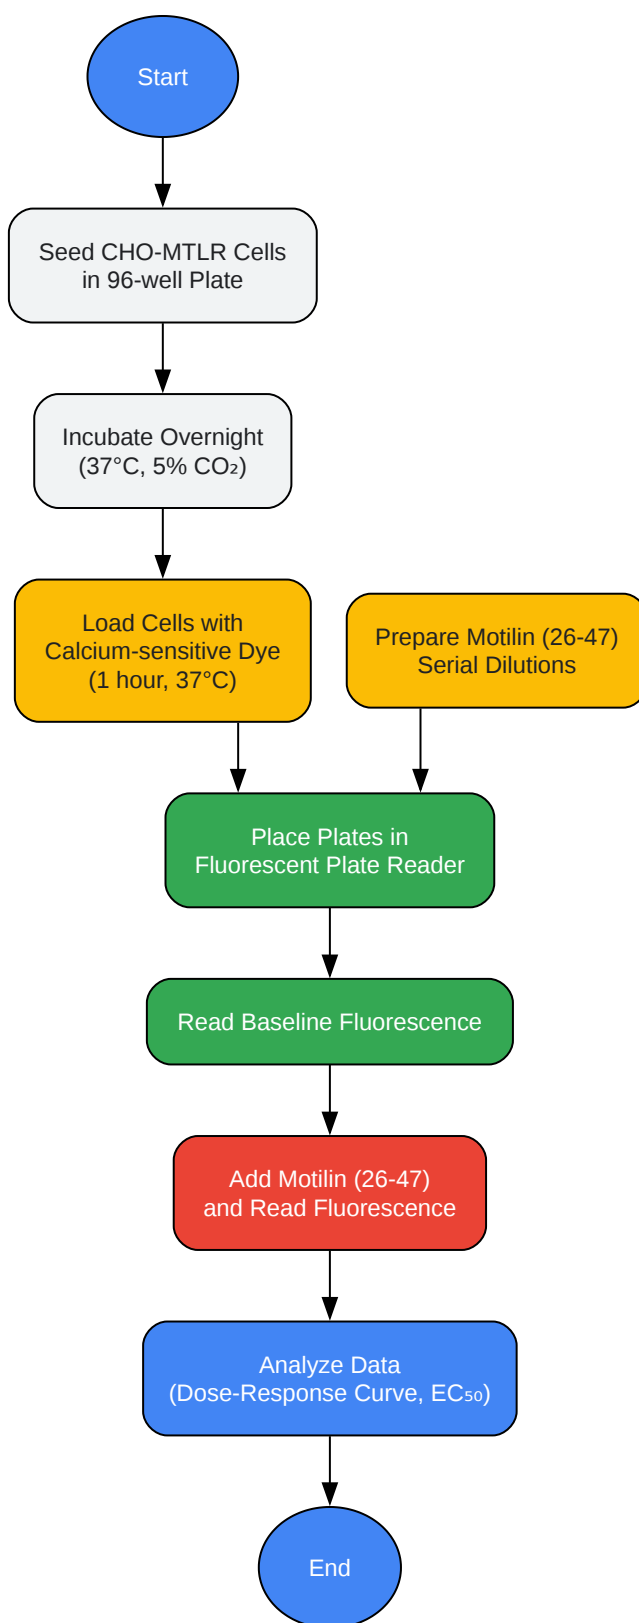 Start
Seed CHO-MTLR Cells
in 96-well Plate
Incubate Overnight
(37°C, 5% CO₂)
Load Cells with
Calcium-sensitive Dye
(1 hour, 37°C)
Prepare Motilin (26-47)
Serial Dilutions
Place Plates in
Fluorescent Plate Reader
Read Baseline Fluorescence
Add Motilin (26-47)
and Read Fluorescence
Analyze Data
(Dose-Response Curve, EC₅₀)
End